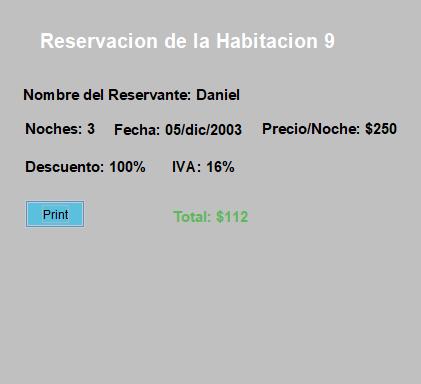 Reservacion de la Habitacion 9
Nombre del Reservante: Daniel
Noches: 3 Fecha: 05/dic/2003 Precio/Noche: $250
Descuento: 100% IVA: 16%
Print Total: $112